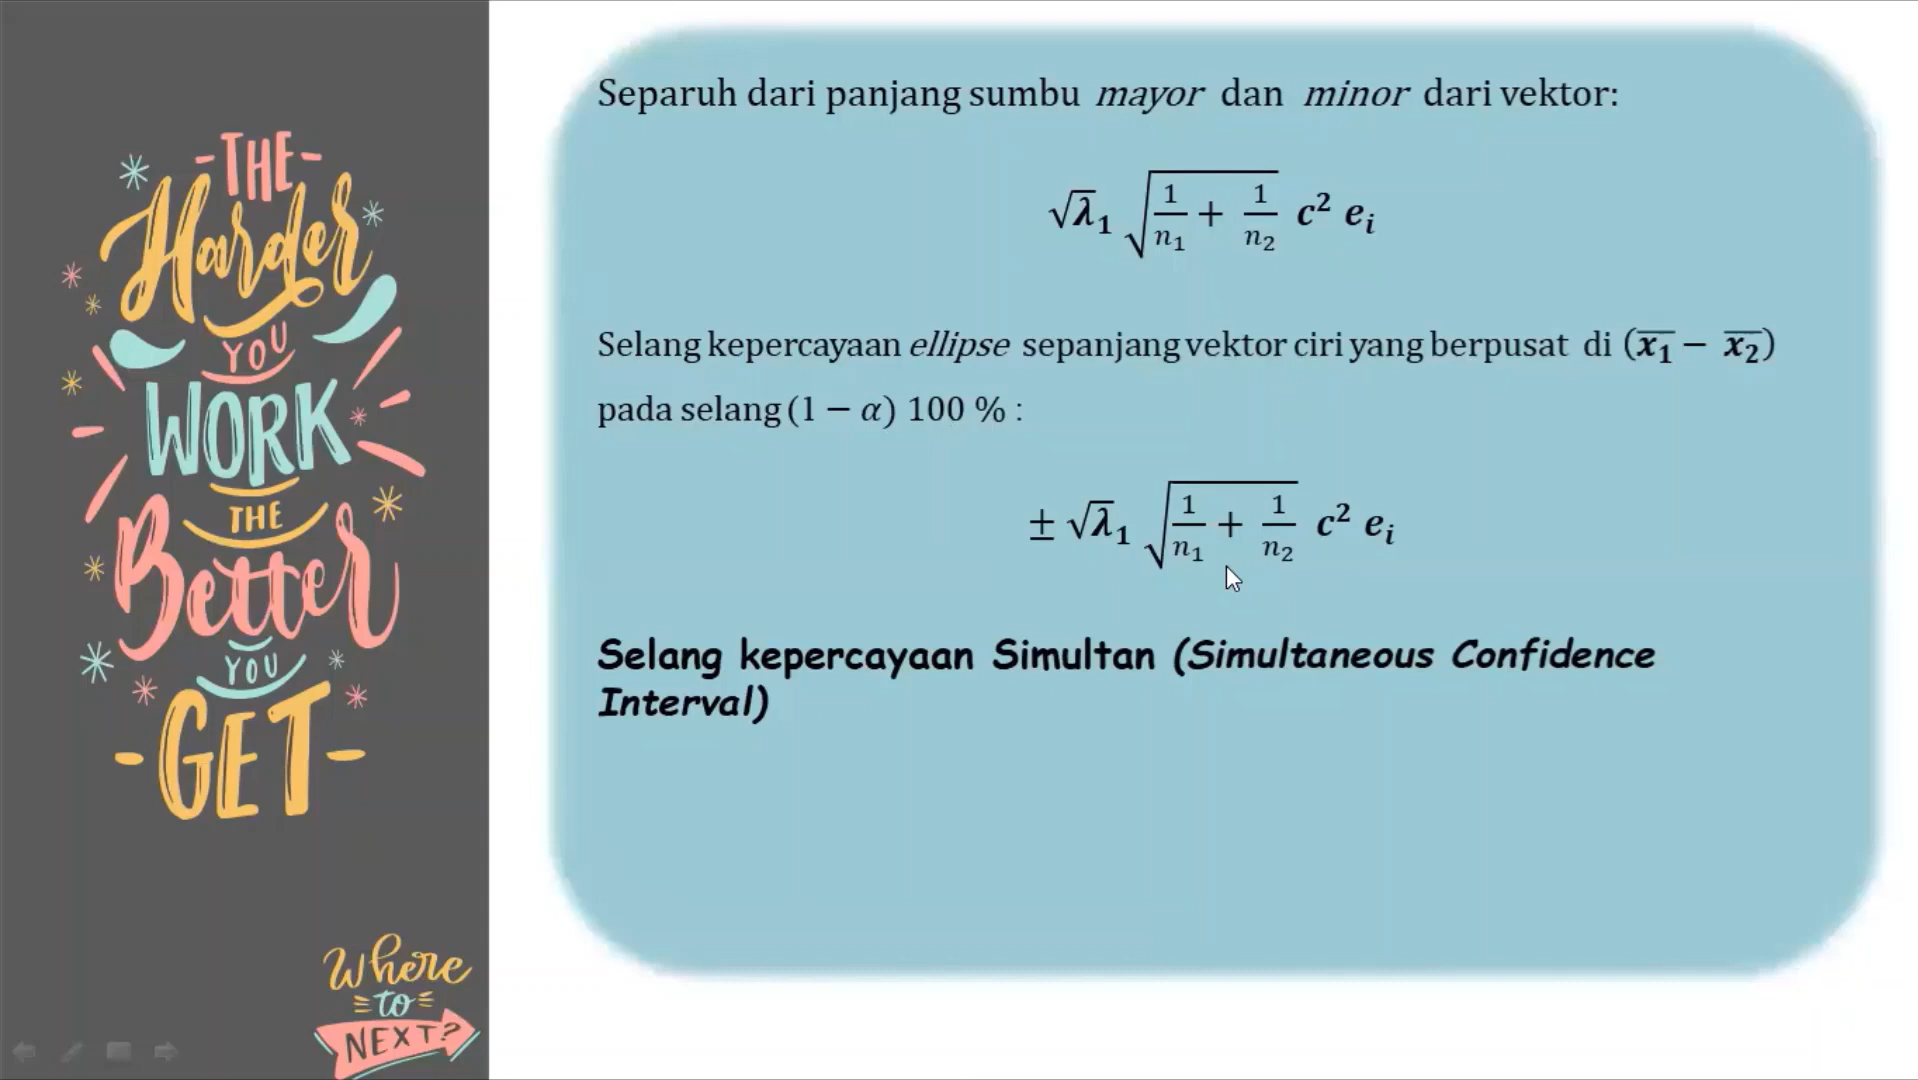 THE
Harder
YOU
WORK
THE
Better
YOU
GET
Where
to
NEXT?
Separuh dari panjang sumbu mayor dan minor dari vektor:
√λ₁ √(1/n₁ + 1/n₂) c² eᵢ
Selang kepercayaan ellipse sepanjang vektor ciri yang berpusat di (x̄₁ − x̄₂)
pada selang (1 − α) 100 % :
± √λ₁ √(1/n₁ + 1/n₂) c² eᵢ
Selang kepercayaan Simultan (Simultaneous Confidence
Interval)